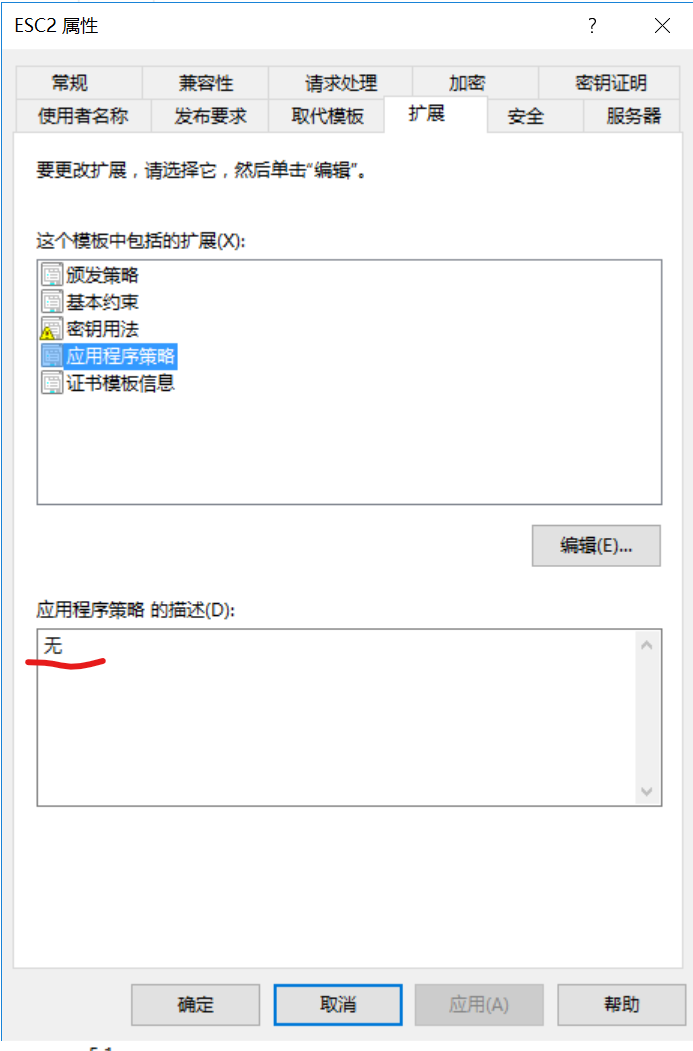 ESC2 属性
常规 兼容性 请求处理 加密 密钥证明
使用者名称 发布要求 取代模板 扩展 安全 服务器
要更改扩展，请选择它，然后单击“编辑”。
这个模板中包括的扩展(X):
颁发策略
基本约束
密钥用法
应用程序策略
证书模板信息
编辑(E)...
应用程序策略 的描述(D):
无
确定 取消 应用(A) 帮助